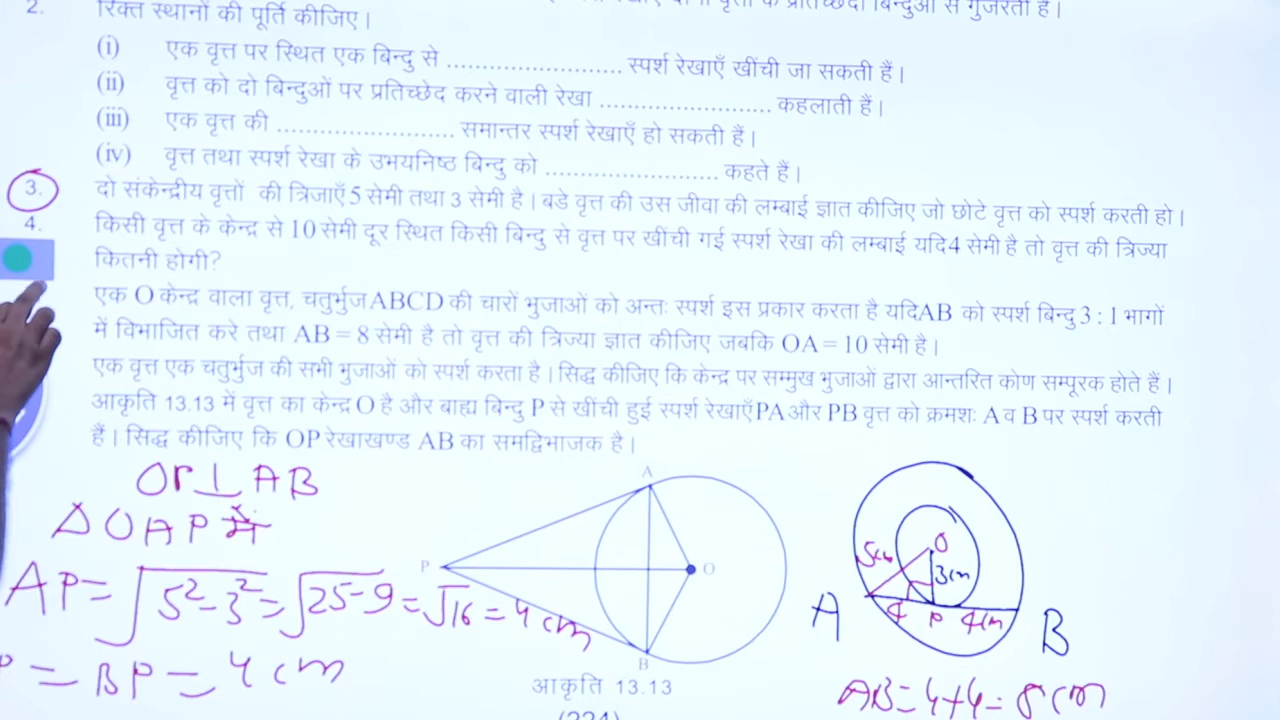 2. रिक्त स्थानों की पूर्ति कीजिए।
(i) एक वृत्त पर स्थित एक बिन्दु से ......................... स्पर्श रेखाएँ खींची जा सकती हैं।
(ii) वृत्त को दो बिन्दुओं पर प्रतिच्छेद करने वाली रेखा ......................... कहलाती हैं।
(iii) एक वृत्त की ......................... समान्तर स्पर्श रेखाएँ हो सकती हैं।
(iv) वृत्त तथा स्पर्श रेखा के उभयनिष्ठ बिन्दु को ......................... कहते हैं।
3. दो संकेन्द्रीय वृत्तों की त्रिजाएँ 5 सेमी तथा 3 सेमी है। बडे वृत्त की उस जीवा की लम्बाई ज्ञात कीजिए जो छोटे वृत्त को स्पर्श करती हो।
4. किसी वृत्त के केन्द्र से 10 सेमी दूर स्थित किसी बिन्दु से वृत्त पर खींची गई स्पर्श रेखा की लम्बाई यदि 4 सेमी है तो वृत्त की त्रिज्या
कितनी होगी?
एक O केन्द्र वाला वृत्त, चतुर्भुज ABCD की चारों भुजाओं को अन्तः स्पर्श इस प्रकार करता है यदि AB को स्पर्श बिन्दु 3 : 1 भागों
में विभाजित करे तथा AB = 8 सेमी है तो वृत्त की त्रिज्या ज्ञात कीजिए जबकि OA = 10 सेमी है।
एक वृत्त एक चतुर्भुज की सभी भुजाओं को स्पर्श करता है। सिद्ध कीजिए कि केन्द्र पर सम्मुख भुजाओं द्वारा आन्तरित कोण सम्पूरक होते हैं।
आकृति 13.13 में वृत्त का केन्द्र O है और बाह्य बिन्दु P से खींची हुई स्पर्श रेखाएँ PA और PB वृत्त को क्रमशः A व B पर स्पर्श करती
हैं। सिद्ध कीजिए कि OP रेखाखण्ड AB का समद्विभाजक है।
OP ⊥ AB
Δ OAP में
AP = √5²-3² = √25-9 = √16 = 4 cm
= BP = 4 cm
A
P
O
B
आकृति 13.13
(224)
O
5cm
3cm
A
4
P
4cm
B
AB = 4+4 = 8 cm